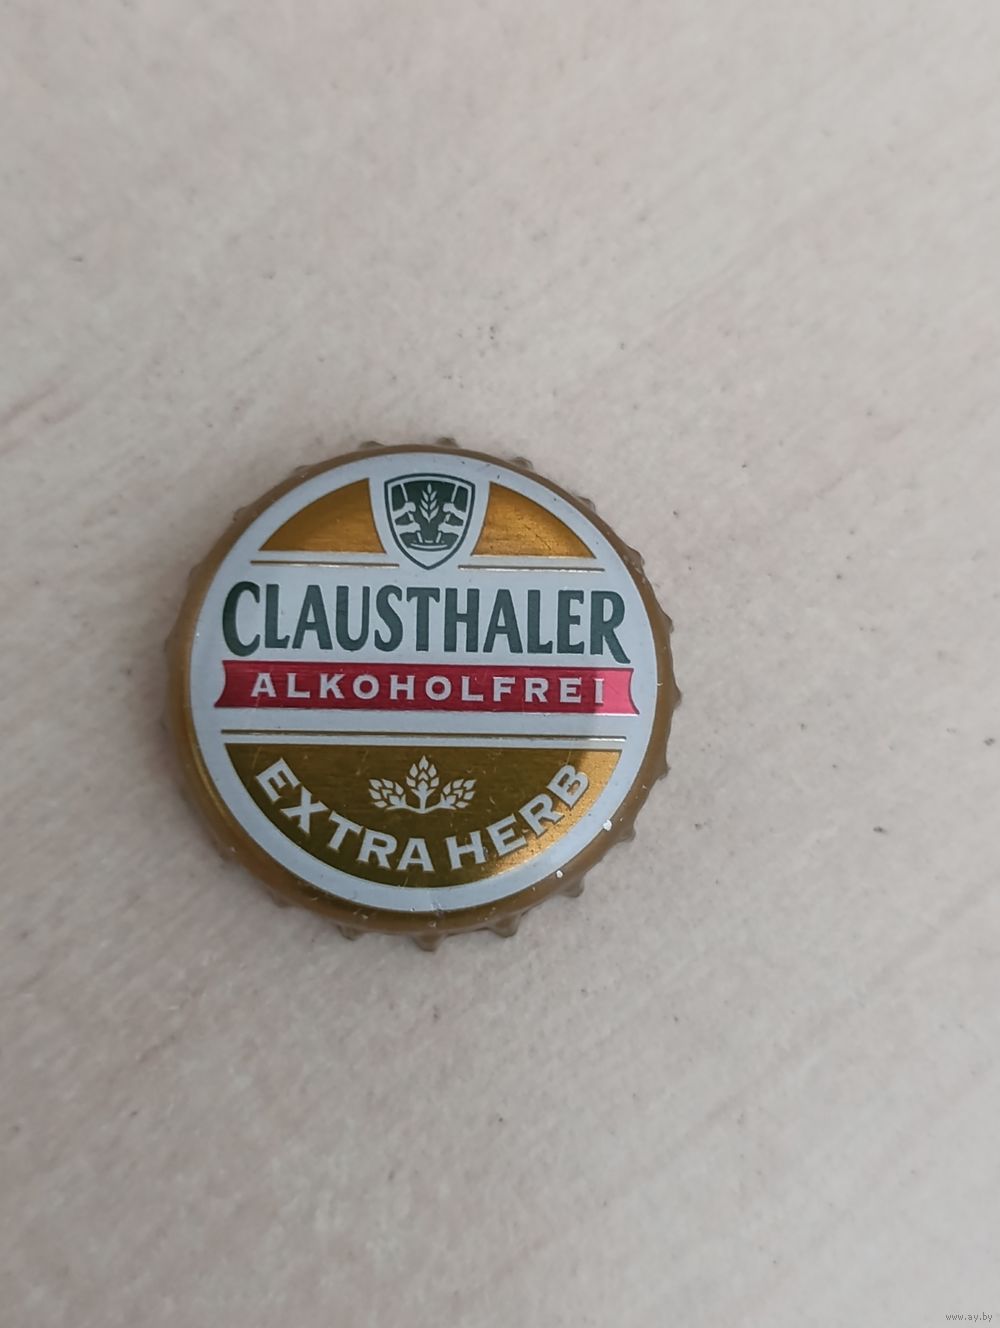 CLAUSTHALER
ALKOHOLFREI
EXTRA HERB
www.ay.by